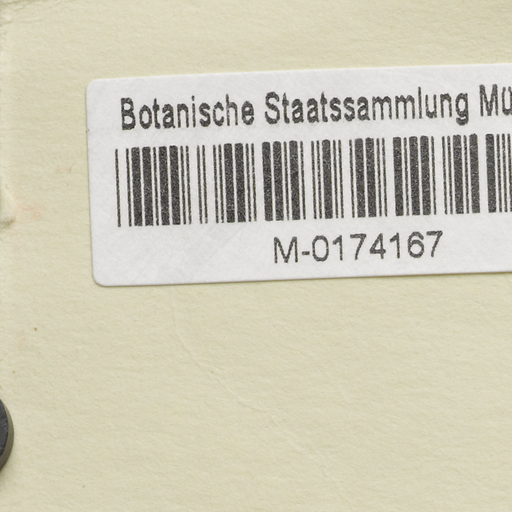 Botanische Staatssammlung Mü
M-0174167